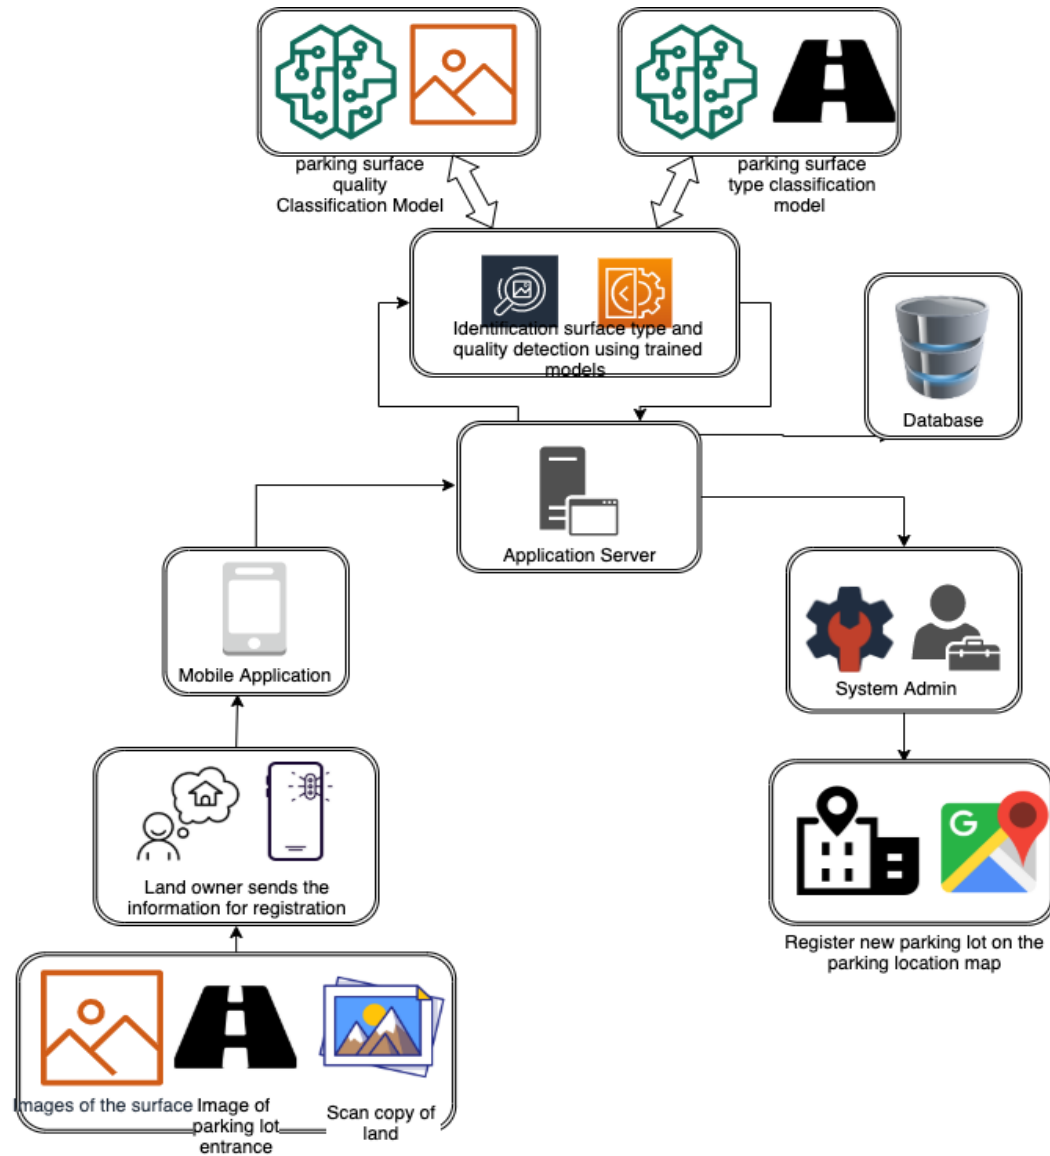 parking surface
quality
Classification Model
parking surface
type classification
model
Identification surface type and
quality detection using trained
models
Database
Application Server
Mobile Application
System Admin
Land owner sends the
information for registration
G
Register new parking lot on the
parking location map
Images of the surface
Image of
parking lot
entrance
Scan copy of
land